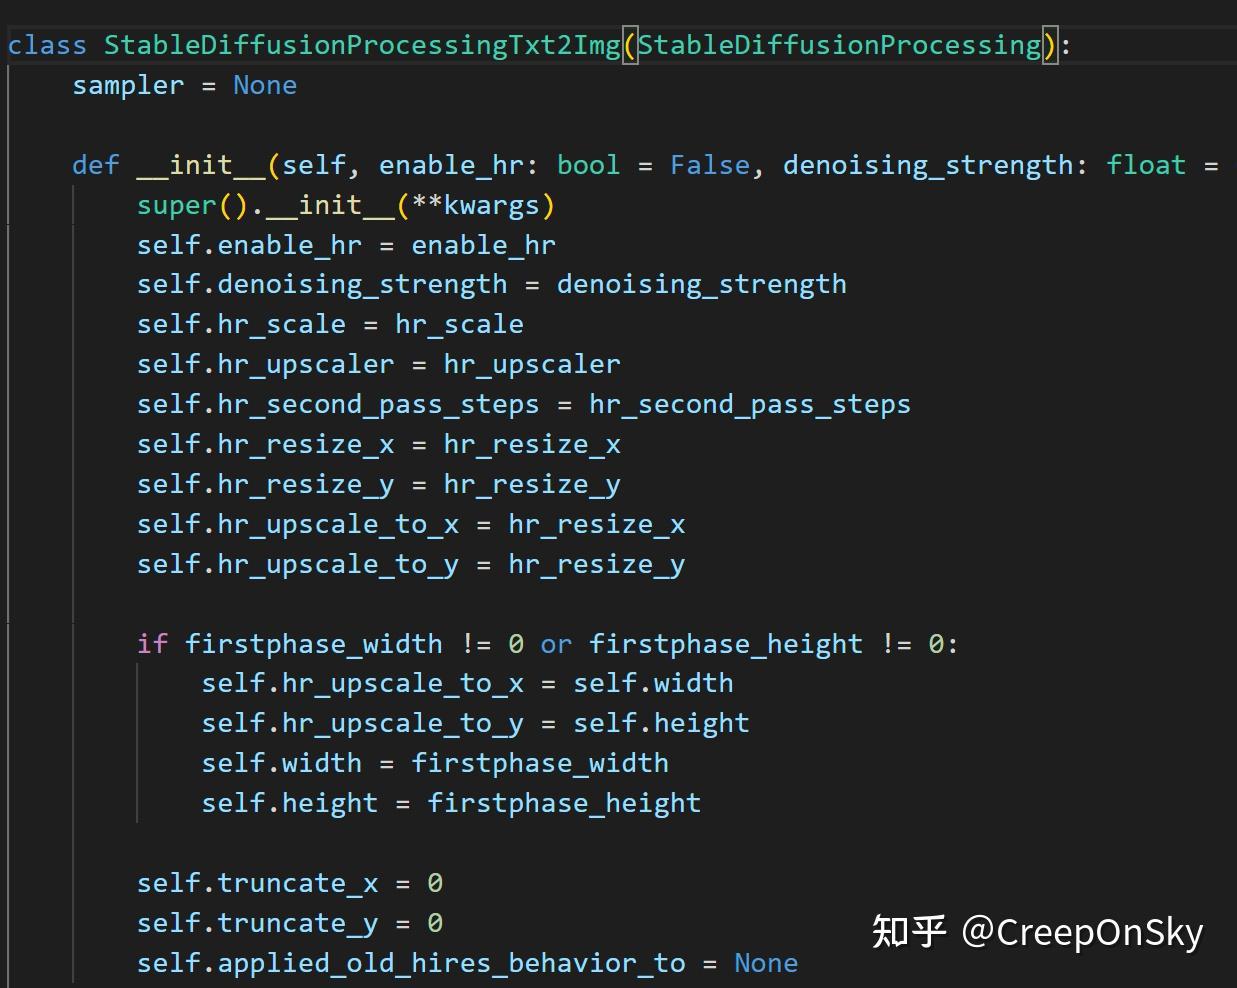 class StableDiffusionProcessingTxt2Img(StableDiffusionProcessing):
    sampler = None

    def __init__(self, enable_hr: bool = False, denoising_strength: float =
        super().__init__(**kwargs)
        self.enable_hr = enable_hr
        self.denoising_strength = denoising_strength
        self.hr_scale = hr_scale
        self.hr_upscaler = hr_upscaler
        self.hr_second_pass_steps = hr_second_pass_steps
        self.hr_resize_x = hr_resize_x
        self.hr_resize_y = hr_resize_y
        self.hr_upscale_to_x = hr_resize_x
        self.hr_upscale_to_y = hr_resize_y

        if firstphase_width != 0 or firstphase_height != 0:
            self.hr_upscale_to_x = self.width
            self.hr_upscale_to_y = self.height
            self.width = firstphase_width
            self.height = firstphase_height

        self.truncate_x = 0
        self.truncate_y = 0
        self.applied_old_hires_behavior_to = None
知乎 @CreepOnSky